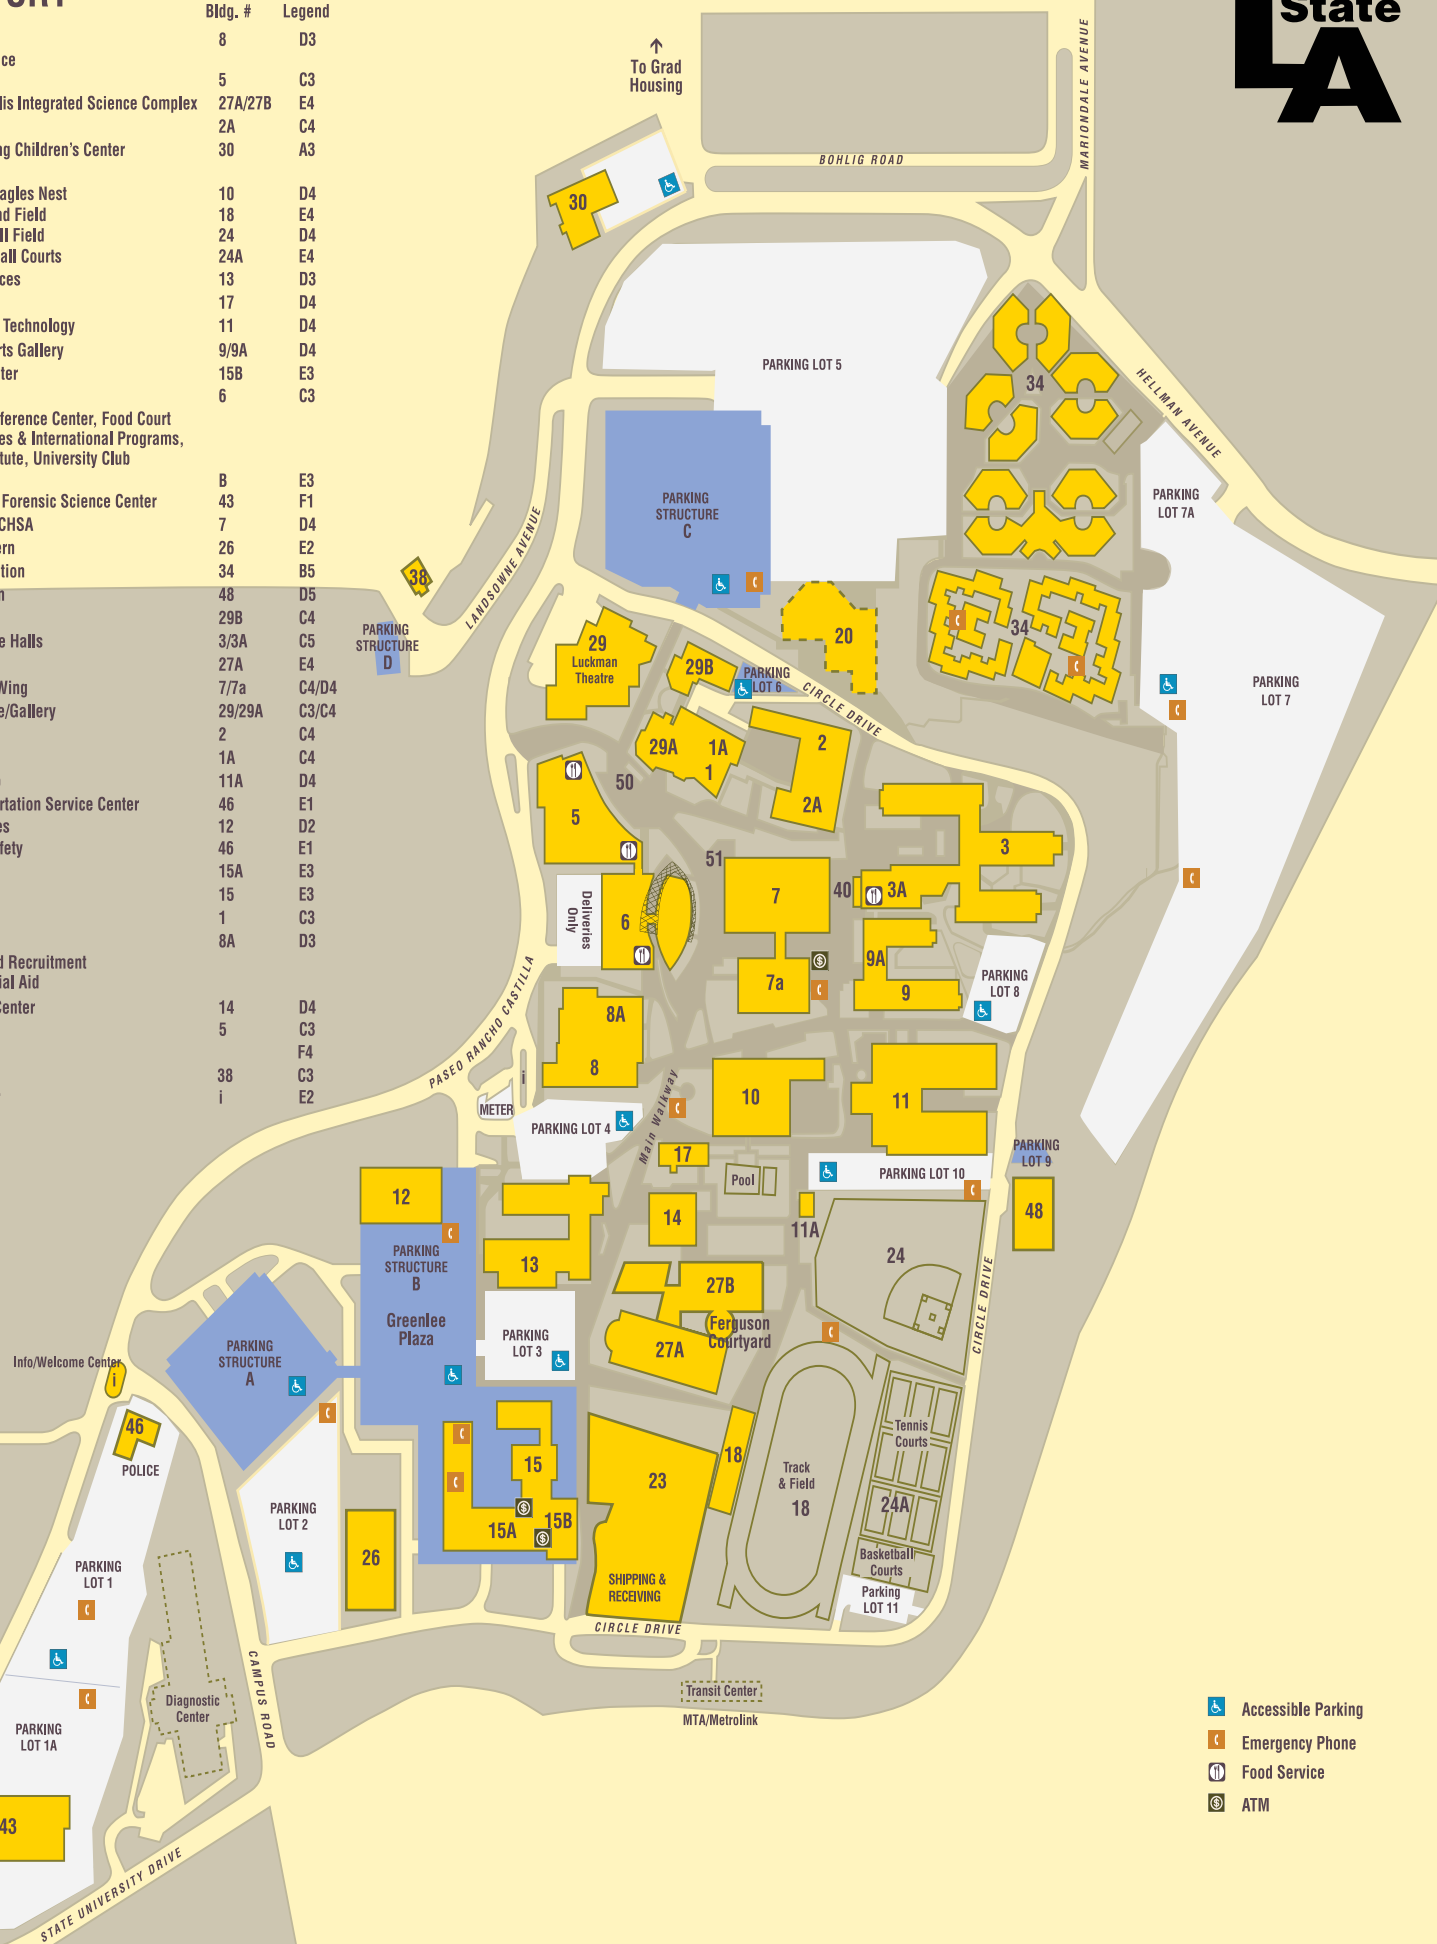 Bldg. # Legend
8 D3
ce
5 C3
lis Integrated Science Complex 27A/27B E4
2A C4
ng Children's Center 30 A3
agles Nest 10 D4
nd Field 18 E4
ll Field 24 D4
all Courts 24A E4
ces 13 D3
17 D4
Technology 11 D4
rts Gallery 9/9A D4
ter 15B E3
6 C3
ference Center, Food Court
es & International Programs,
tute, University Club
B E3
Forensic Science Center 43 F1
CHSA 7 D4
ern 26 E2
tion 34 B5
n 48 D5
29B C4
e Halls 3/3A C5
27A E4
Wing 7/7a C4/D4
e/Gallery 29/29A C3/C4
2 C4
1A C4
11A D4
rtation Service Center 46 E1
es 12 D2
fety 46 E1
15A E3
15 E3
1 C3
8A D3
d Recruitment
ial Aid
Center 14 D4
5 C3
F4
38 C3
i E2
State
LA
To Grad
Housing
BOHLIG ROAD
MARIONDALE AVENUE
HELLMAN AVENUE
30
PARKING LOT 5
34
PARKING
LOT 7A
PARKING
STRUCTURE
C
LANDSOWNE AVENUE
38
PARKING
STRUCTURE
D
29
Luckman
Theatre
29B
PARKING
LOT 6
20
CIRCLE DRIVE
34
PARKING
LOT 7
29A
1A
1
2
2A
50
5
51
7
40
3A
3
Deliveries
Only
6
7a
9A
9
PARKING
LOT 8
PASEO RANCHO CASTILLA
8A
8
METER
PARKING LOT 4
Main Walkway
10
11
17
Pool
PARKING LOT 10
PARKING
LOT 9
12
14
11A
48
PARKING
STRUCTURE
B
Greenlee
Plaza
13
24
27B
Ferguson
Courtyard
27A
CIRCLE DRIVE
PARKING
LOT 3
Info/Welcome Center
i
PARKING
STRUCTURE
A
46
POLICE
15
15A
15B
23
18
Track
& Field
18
Tennis
Courts
24A
Basketball
Courts
Parking
LOT 11
PARKING
LOT 2
26
PARKING
LOT 1
SHIPPING &
RECEIVING
CIRCLE DRIVE
CAMPUS ROAD
Diagnostic
Center
Transit Center
MTA/Metrolink
PARKING
LOT 1A
43
STATE UNIVERSITY DRIVE
Accessible Parking
Emergency Phone
Food Service
ATM